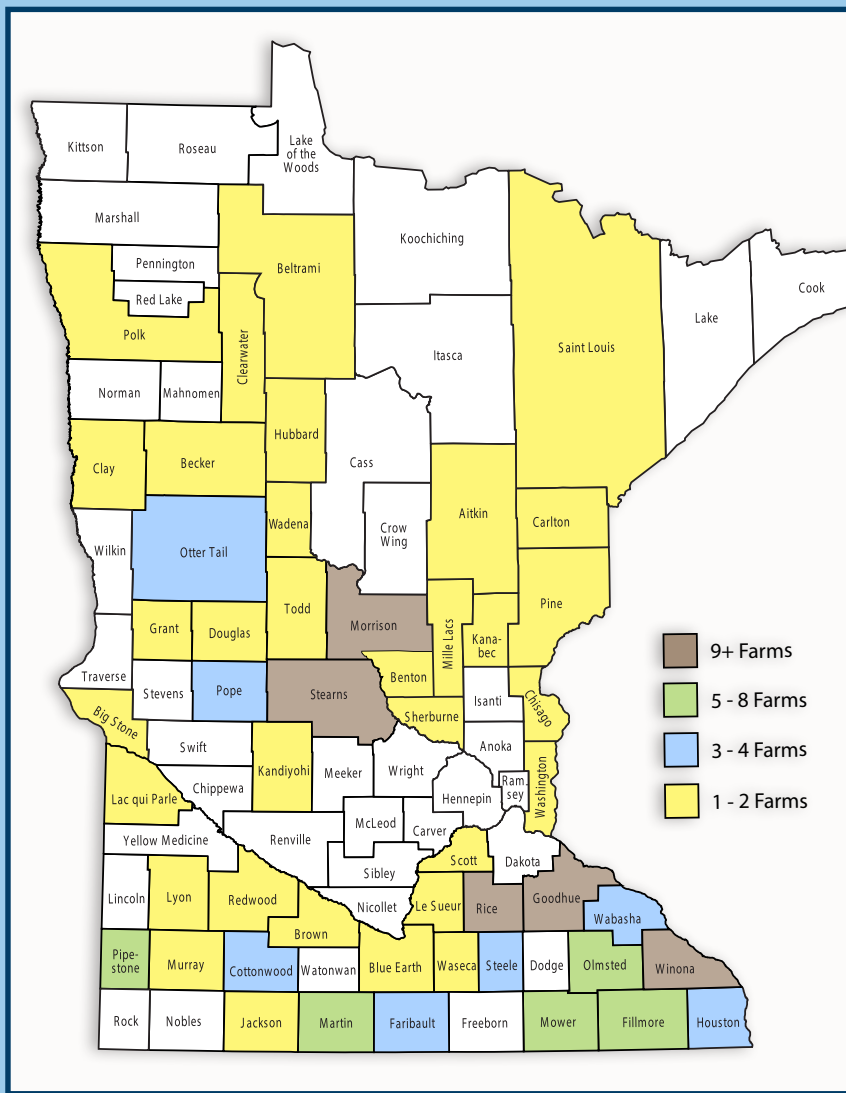 Kittson
Roseau
Lake
of the
Woods
Marshall
Koochiching
Pennington
Beltrami
Red Lake
Cook
Lake
Polk
Saint Louis
Itasca
Clearwater
Norman
Mahnomen
Hubbard
Cass
Clay
Becker
Aitkin
Wadena
Carlton
Crow
Wing
Wilkin
Otter Tail
Pine
Todd
Morrison
Grant
Douglas
Mille Lacs
Kana-
bec
9+ Farms
Traverse
Benton
Stevens
Pope
Stearns
Isanti
5 - 8 Farms
Chisago
Big Stone
Sherburne
Swift
Anoka
3 - 4 Farms
Kandiyohi
Meeker
Wright
Ram.
sey
Washington
Chippewa
Hennepin
Lac qui Parle
1 - 2 Farms
McLeod
Carver
Yellow Medicine
Renville
Scott
Dakota
Sibley
Lincoln
Lyon
Redwood
Nicollet
Le Sueur
Rice
Goodhue
Wabasha
Brown
Pipe-
stone
Murray
Cottonwood
Watonwan
Blue Earth
Waseca
Steele
Dodge
Olmsted
Winona
Rock
Nobles
Jackson
Martin
Faribault
Freeborn
Mower
Fillmore
Houston